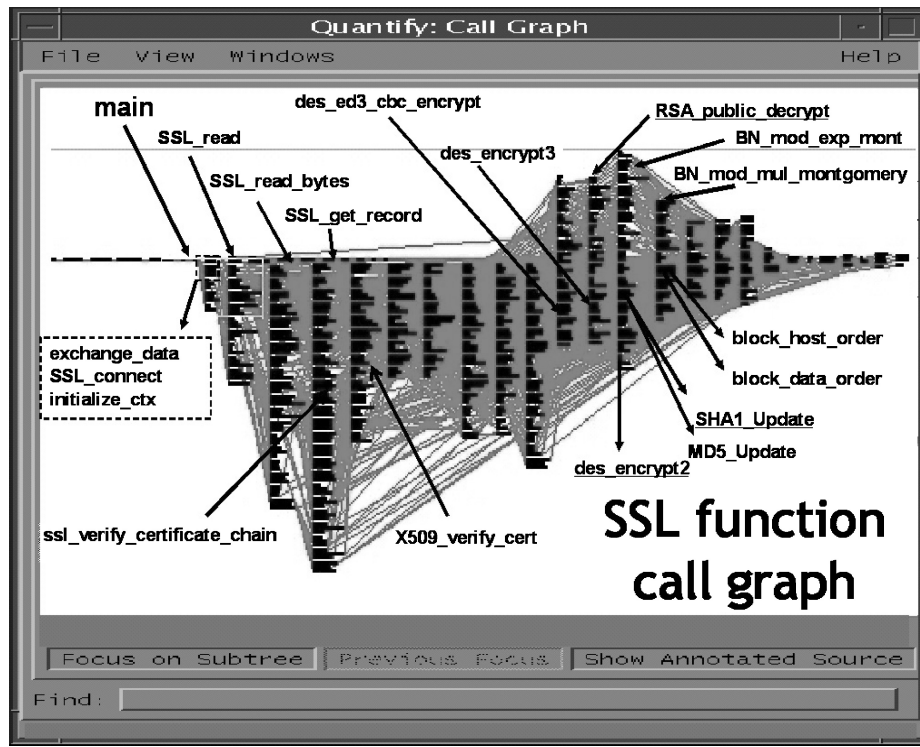 Quantify: Call Graph
File View Windows Help
main
des_ed3_cbc_encrypt
RSA_public_decrypt
SSL_read
des_encrypt3
BN_mod_exp_mont
SSL_read_bytes
BN_mod_mul_montgomery
SSL_get_record
exchange_data
SSL_connect
initialize_ctx
block_host_order
block_data_order
SHA1_Update
MD5_Update
des_encrypt2
ssl_verify_certificate_chain
X509_verify_cert
SSL function
call graph
Focus on Subtree Previous Focus Show Annotated Source
Find: